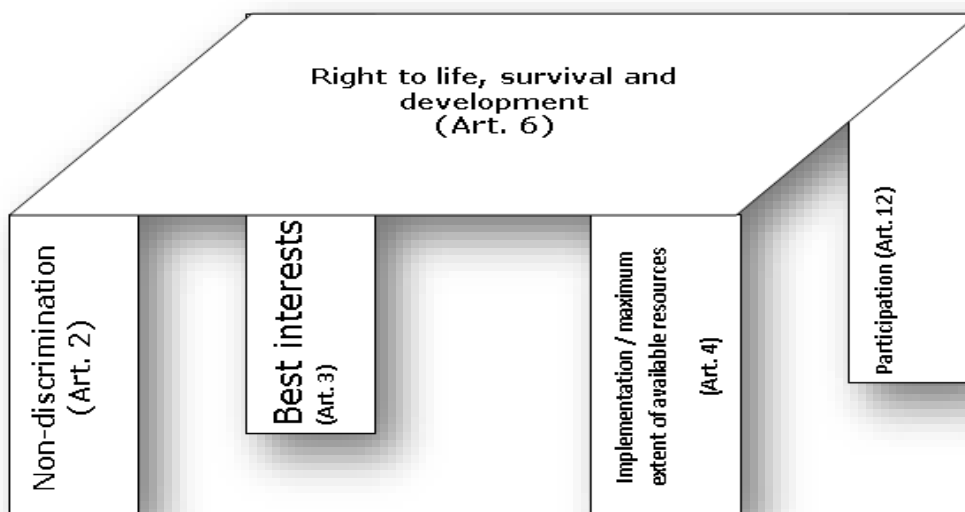 Right to life, survival and
development
(Art. 6)
Non-discrimination
(Art. 2)
Best interests
(Art. 3)
Implementation / maximum
extent of available resources
(Art. 4)
Participation (Art. 12)